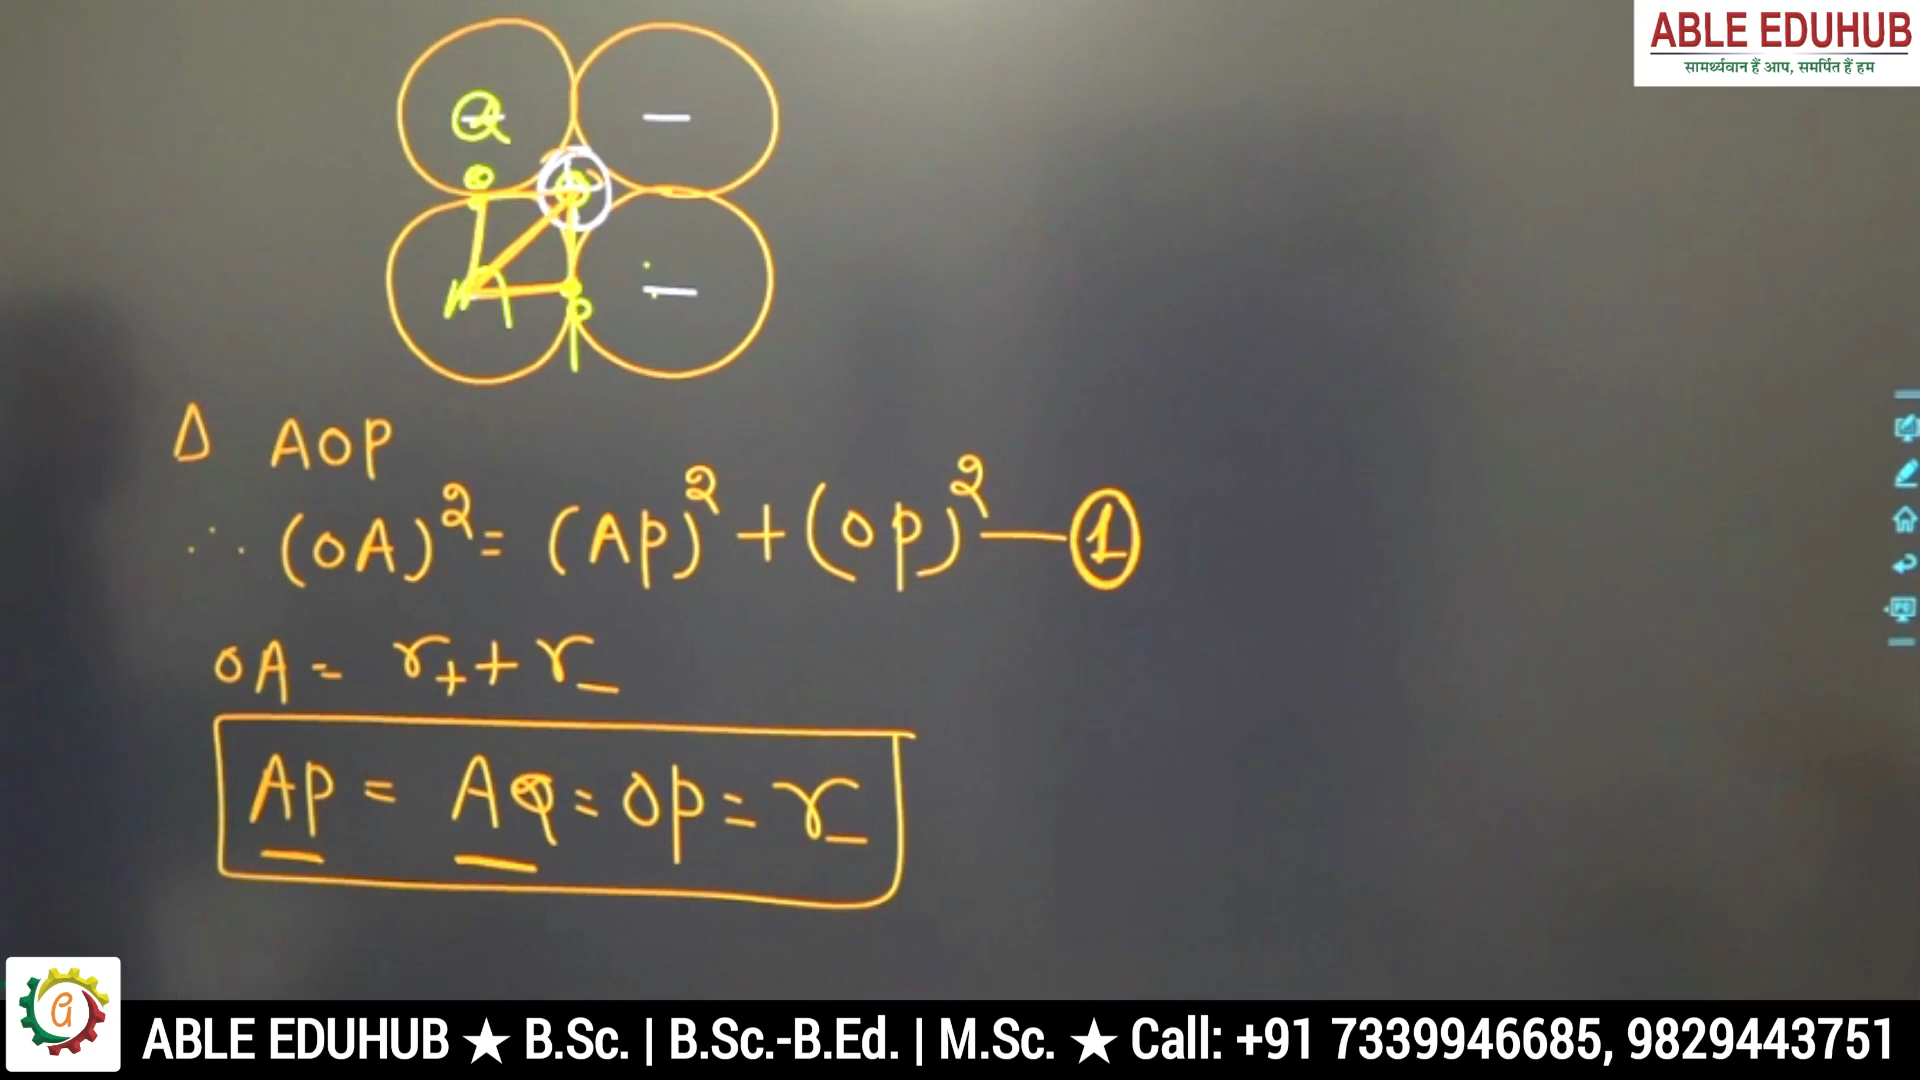 ABLE EDUHUB
सामर्थ्यवान हैं आप, समर्पित हैं हम
Q
A
P
Δ AOP
∴ (OA)² = (AP)² + (OP)² — ①
OA = r₊ + r₋
AP = AQ = OP = r₋
ABLE EDUHUB ★ B.Sc. | B.Sc.-B.Ed. | M.Sc. ★ Call: +91 7339946685, 9829443751